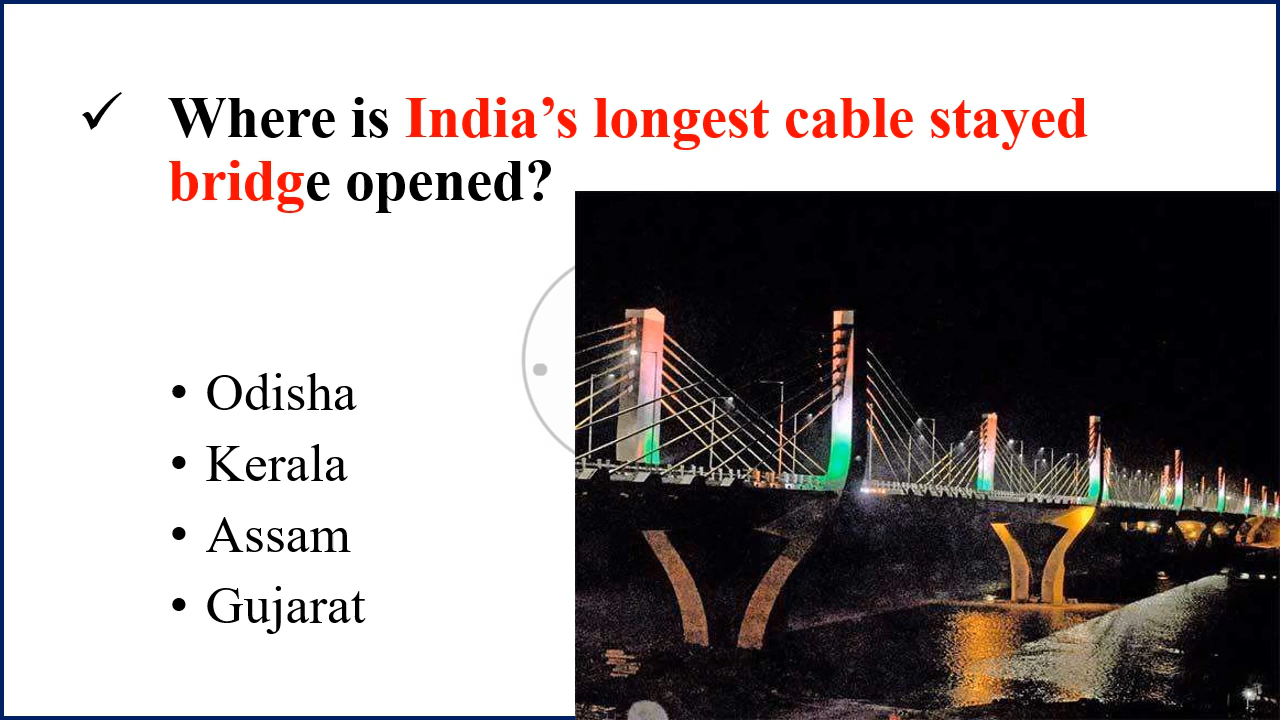 ✓ Where is India’s longest cable stayed
bridge opened?
• Odisha
• Kerala
• Assam
• Gujarat